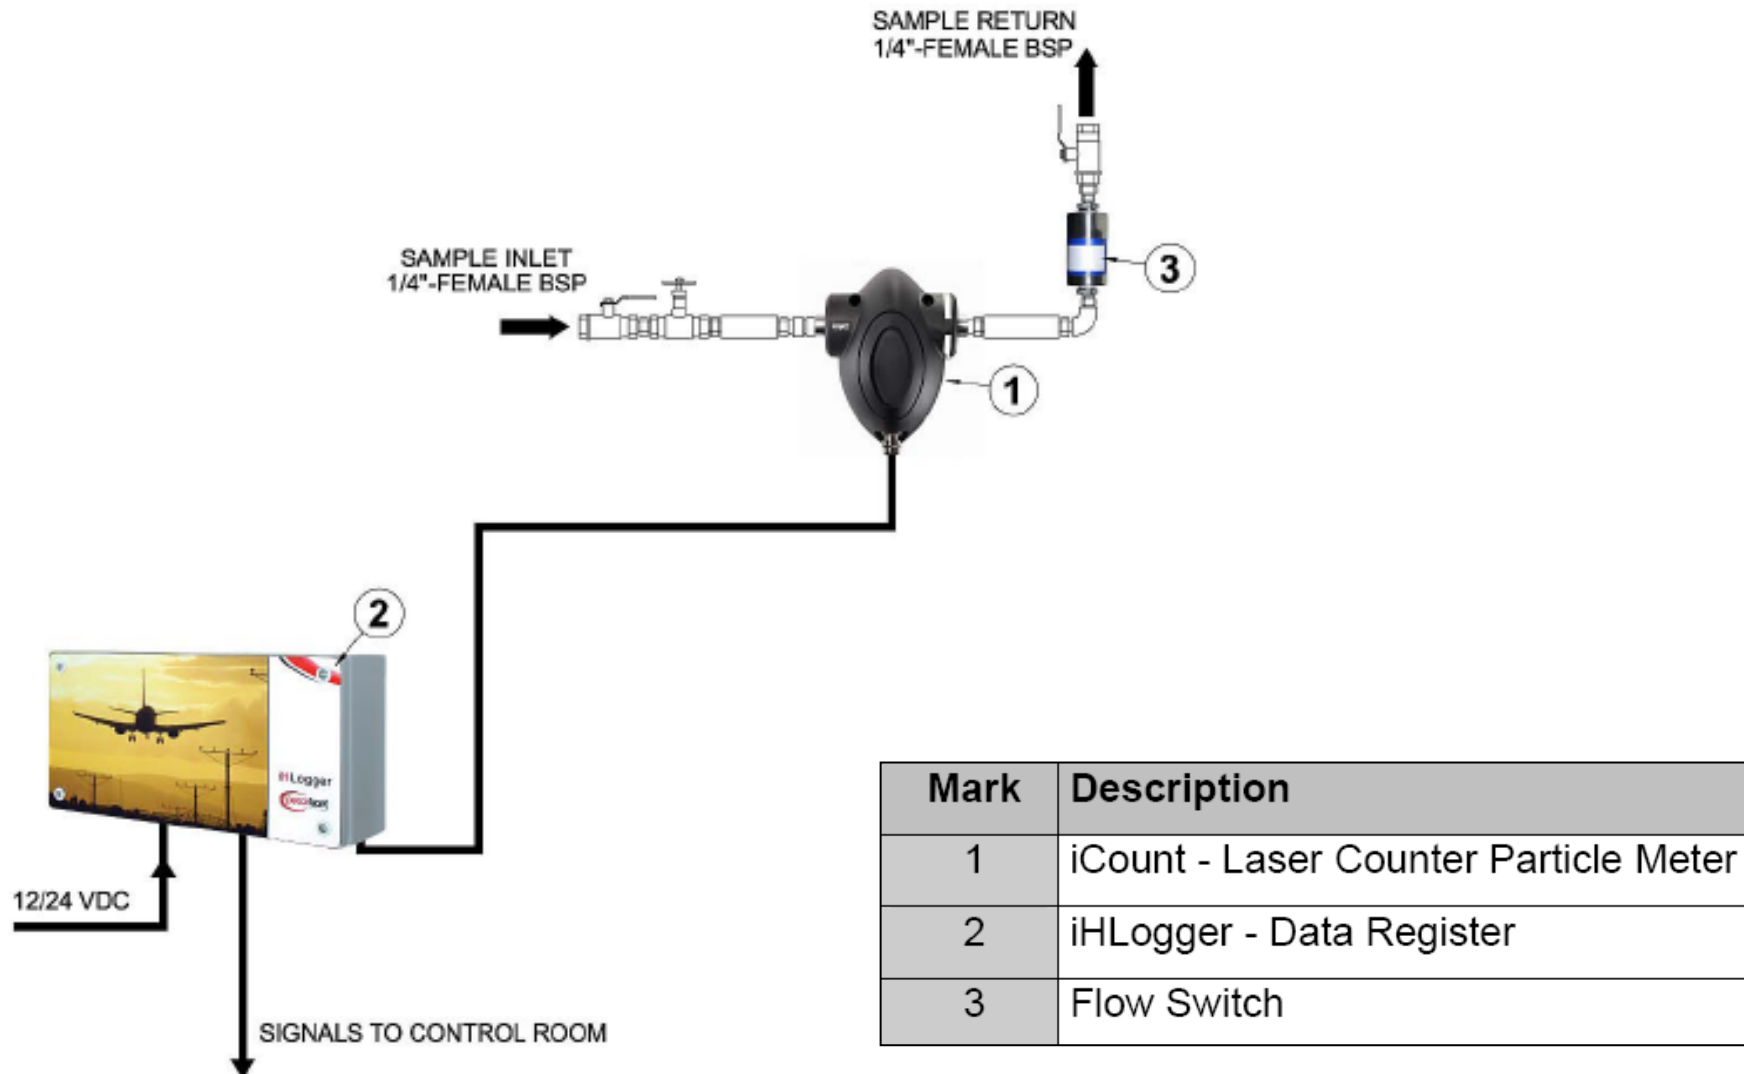 SAMPLE RETURN
1/4"-FEMALE BSP
SAMPLE INLET
1/4"-FEMALE BSP
3
1
2
iHLogger
12/24 VDC
SIGNALS TO CONTROL ROOM
Mark Description
1 iCount - Laser Counter Particle Meter
2 iHLogger - Data Register
3 Flow Switch